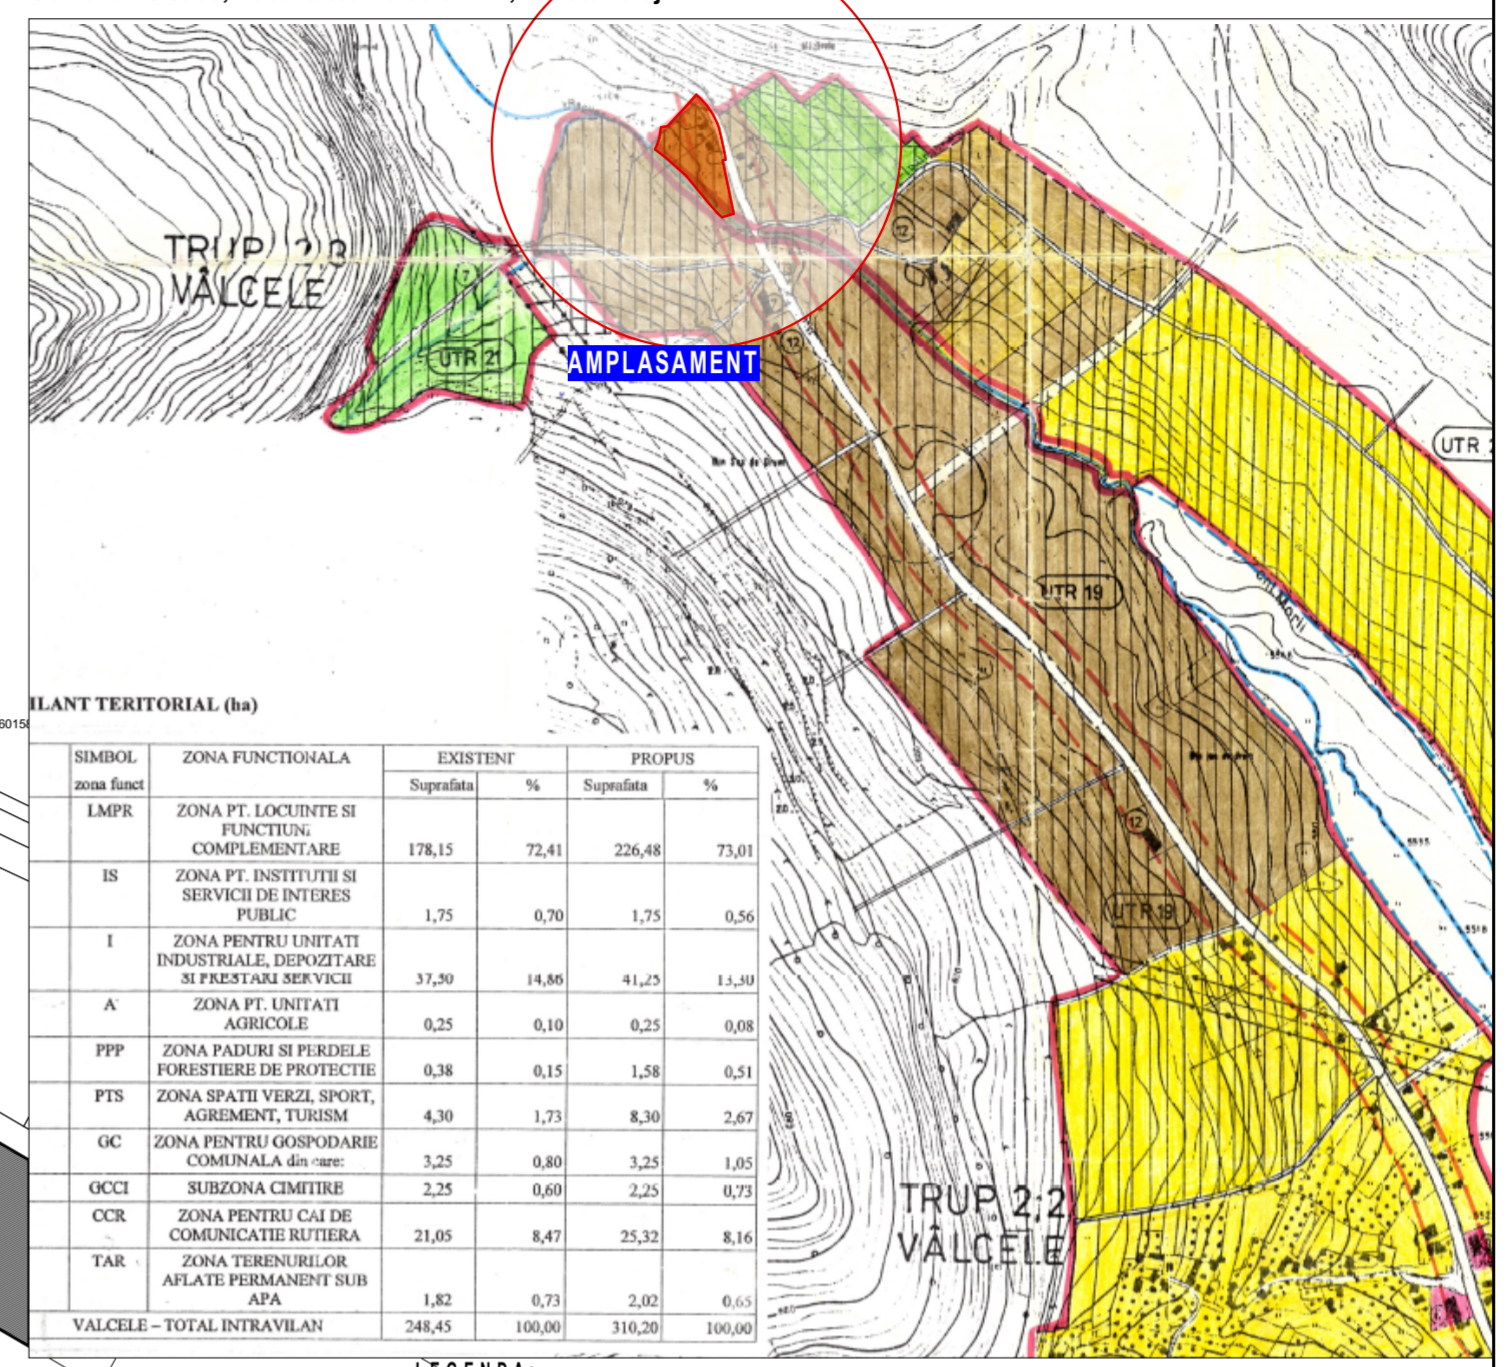 TRUP 2;3
VÂLCELE
UTR 21
AMPLASAMENT
12
12
UTR
UTR 19
Cnl. Morii
12
UTR 19
TRUP 2;2
VÂLCELE
6015
ILANT TERITORIAL (ha)
SIMBOL zona funct ZONA FUNCTIONALA EXISTENT PROPUS
Suprafata % Suprafata %
LMPR ZONA PT. LOCUINTE SI
FUNCTIUNI
COMPLEMENTARE 178,15 72,41 226,48 73,01
IS ZONA PT. INSTITUTII SI
SERVICII DE INTERES
PUBLIC 1,75 0,70 1,75 0,56
I ZONA PENTRU UNITATI
INDUSTRIALE, DEPOZITARE
SI PRESTARI SERVICII 37,50 14,86 41,25 13,30
A ZONA PT. UNITATI
AGRICOLE 0,25 0,10 0,25 0,08
PPP ZONA PADURI SI PERDELE
FORESTIERE DE PROTECTIE 0,38 0,15 1,58 0,51
PTS ZONA SPATII VERZI, SPORT,
AGREMENT, TURISM 4,30 1,73 8,30 2,67
GC ZONA PENTRU GOSPODARIE
COMUNALA din care: 3,25 0,80 3,25 1,05
GCCI SUBZONA CIMITIRE 2,25 0,60 2,25 0,73
CCR ZONA PENTRU CAI DE
COMUNICATIE RUTIERA 21,05 8,47 25,32 8,16
TAR ZONA TERENURILOR
AFLATE PERMANENT SUB
APA 1,82 0,73 2,02 0,65
VALCELE – TOTAL INTRAVILAN 248,45 100,00 310,20 100,00